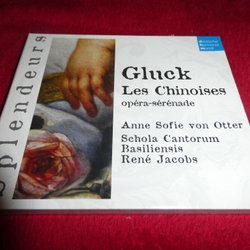 Splendeurs
Gluck
Les Chinoises
opéra-sérénade
Anne Sofie von Otter
Schola Cantorum
Basiliensis
René Jacobs